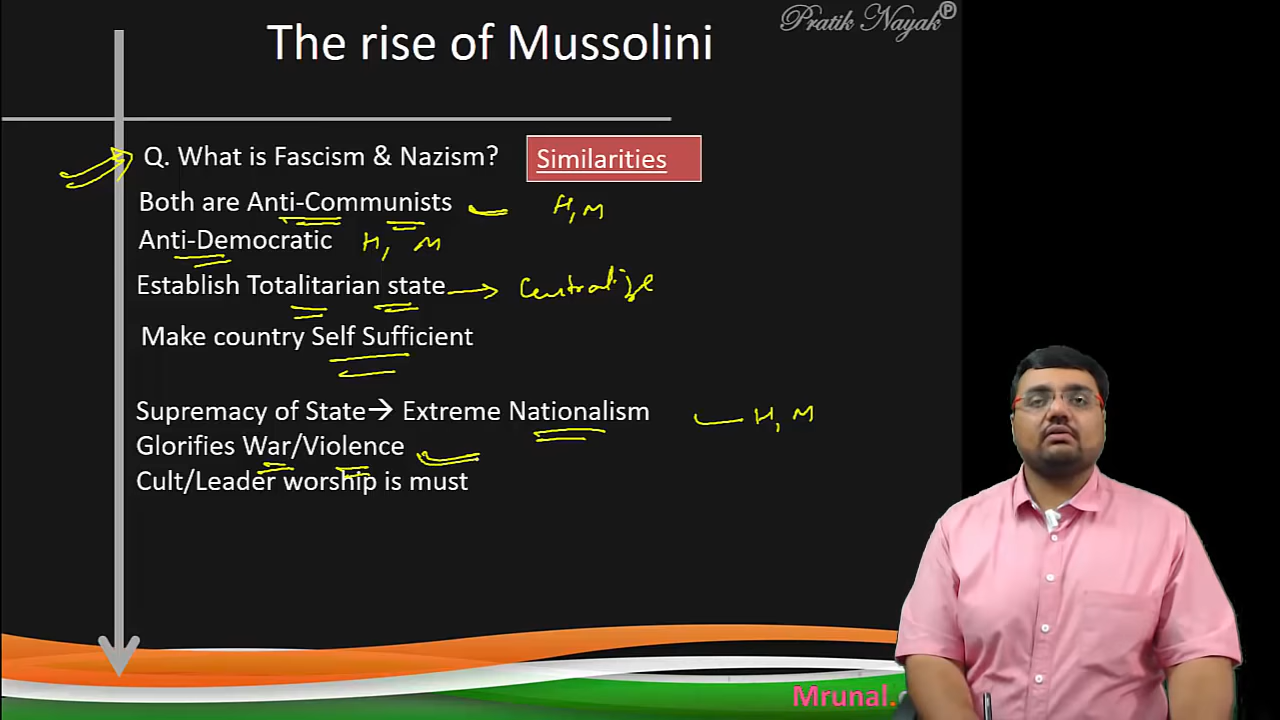 Pratik Nayak ℗
The rise of Mussolini
Q. What is Fascism & Nazism? Similarities
Both are Anti-Communists H, M
Anti-Democratic H, M
Establish Totalitarian state → Centralize
Make country Self Sufficient
Supremacy of State→ Extreme Nationalism H, M
Glorifies War/Violence
Cult/Leader worship is must
Mrunal.